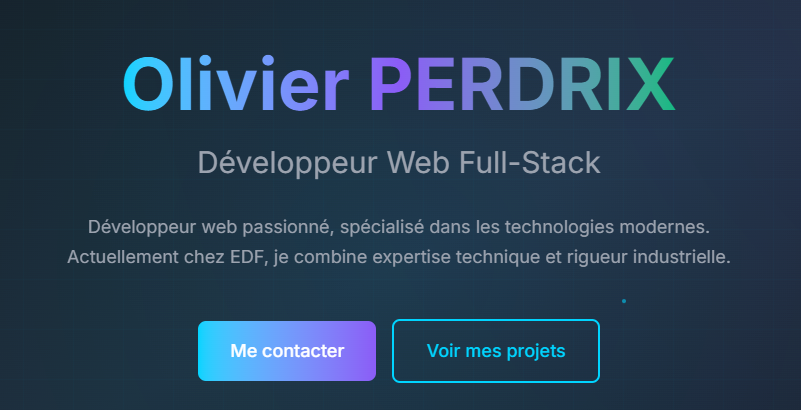 Olivier PERDRIX
Développeur Web Full-Stack
Développeur web passionné, spécialisé dans les technologies modernes.
Actuellement chez EDF, je combine expertise technique et rigueur industrielle.
Me contacter
Voir mes projets